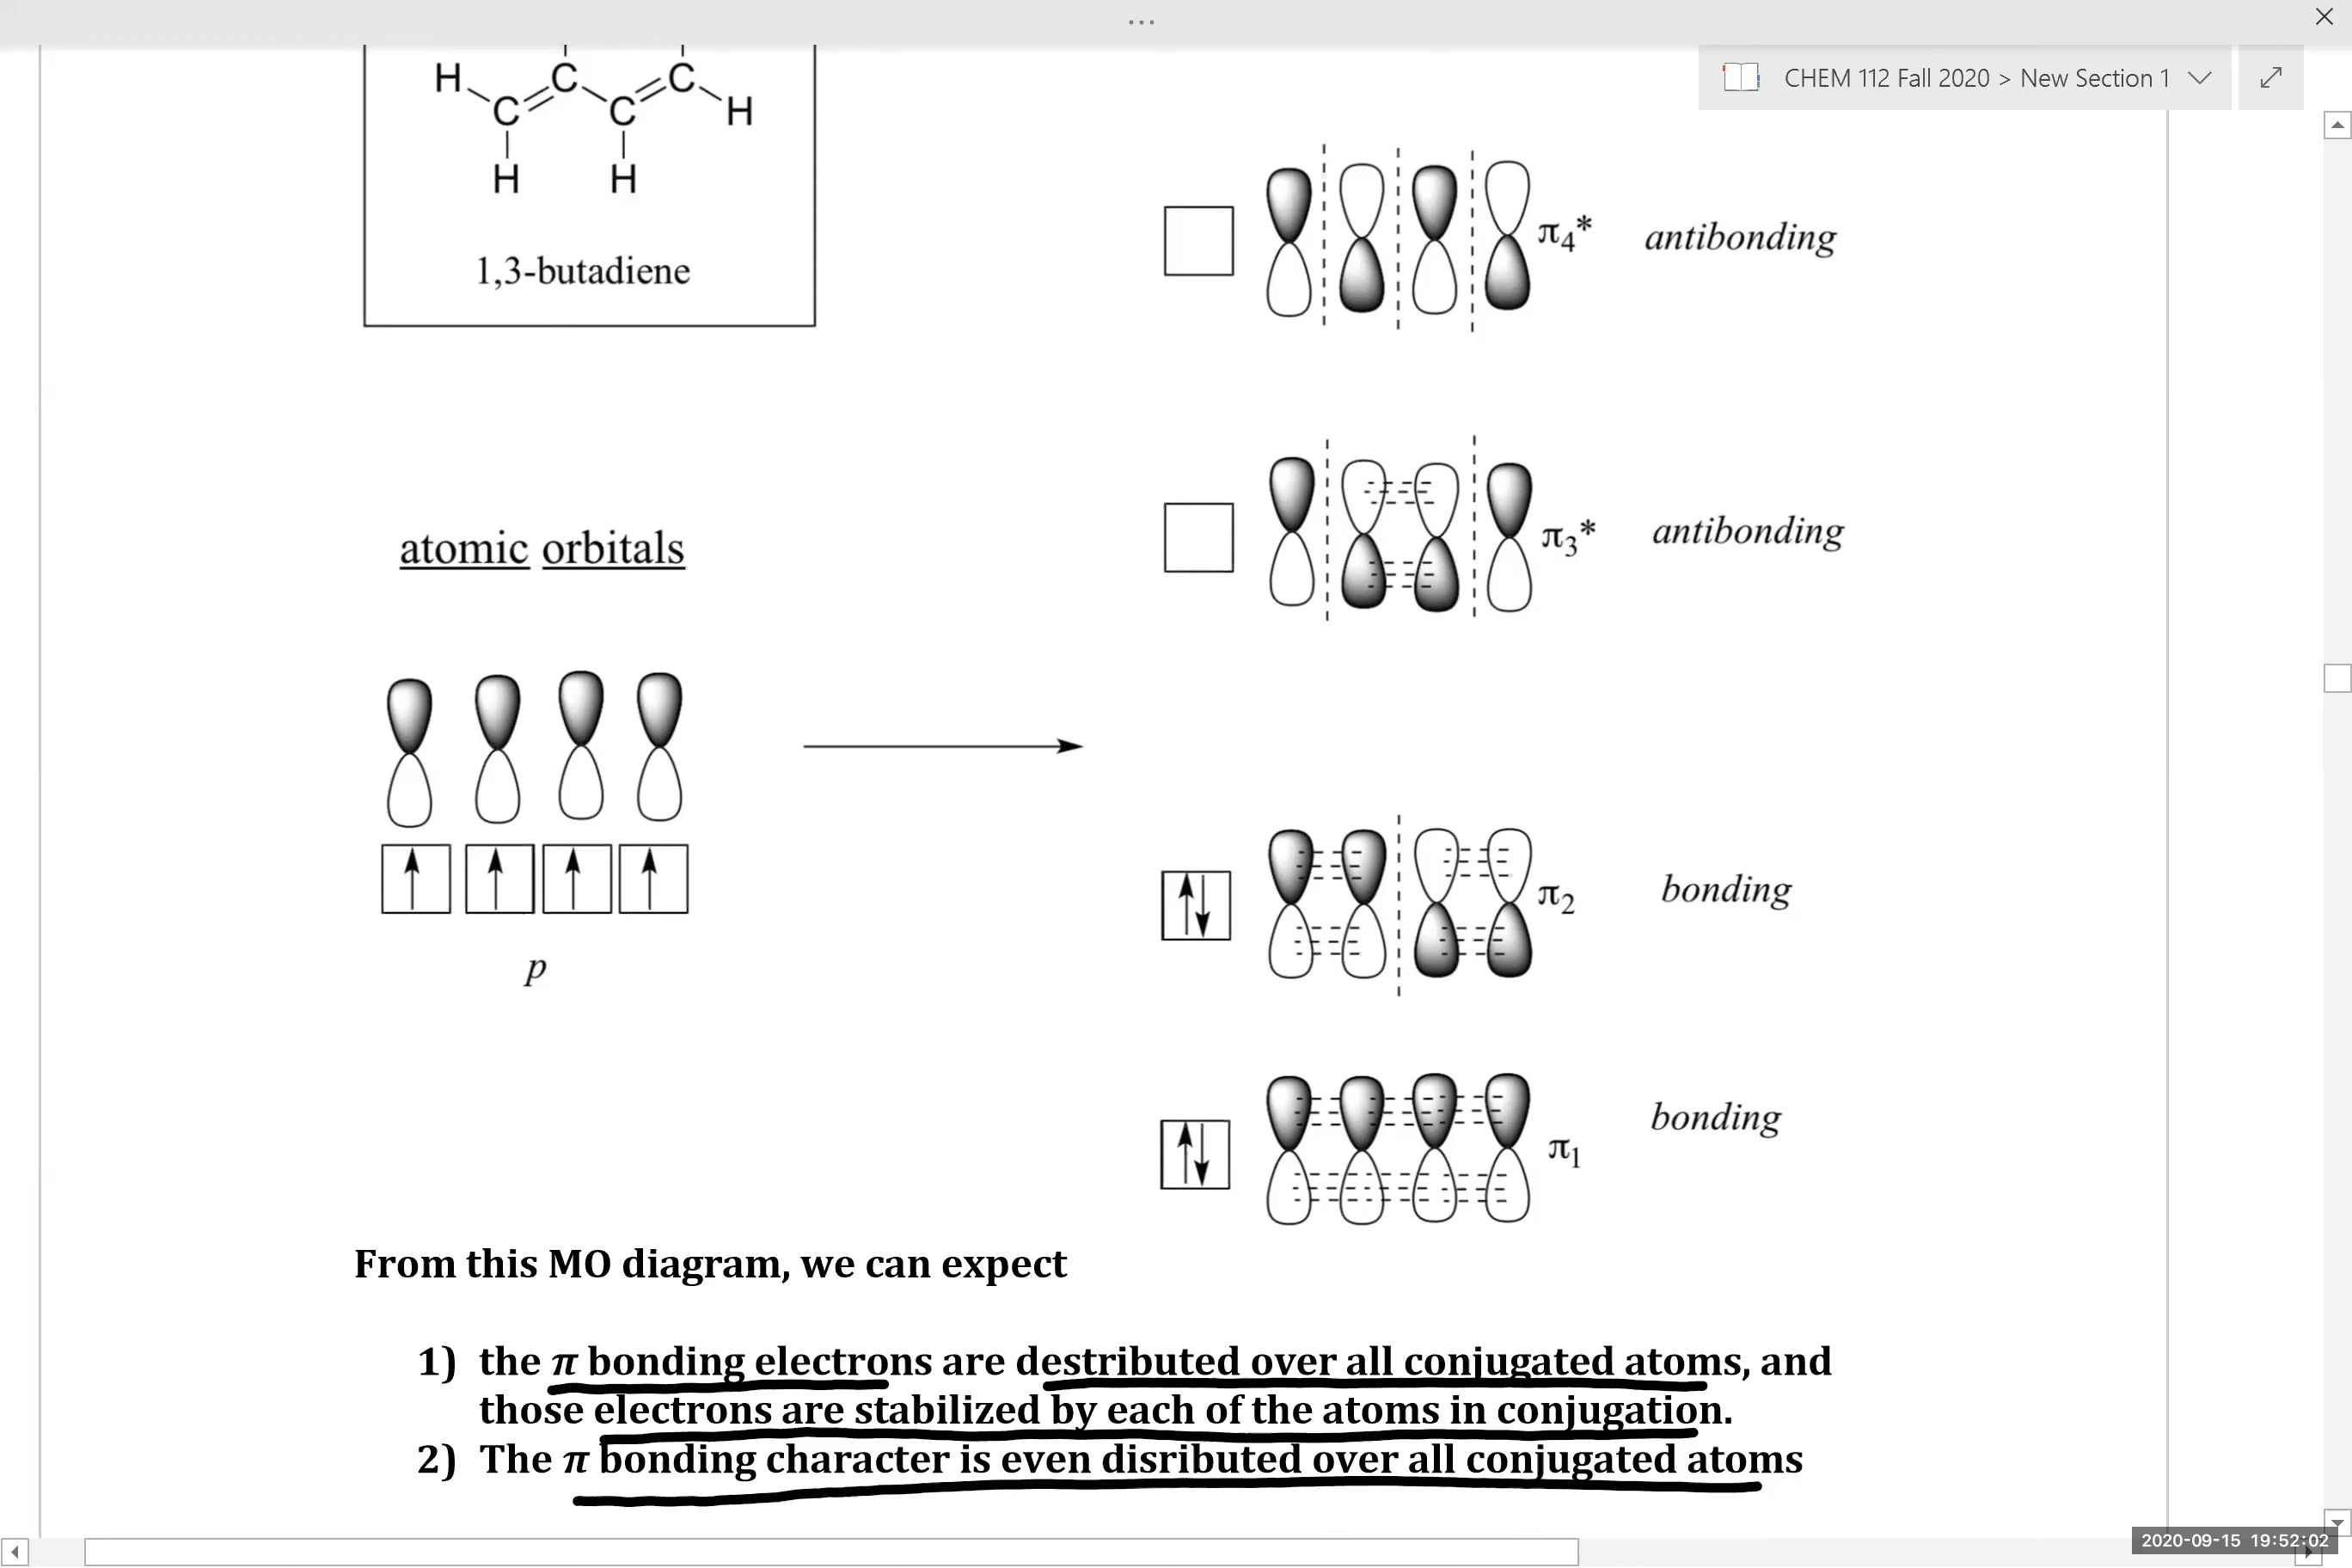 ...
CHEM 112 Fall 2020 > New Section 1
H C C H
C C
H H
1,3-butadiene
π4* antibonding
π3* antibonding
atomic orbitals
p
π2 bonding
π1 bonding
From this MO diagram, we can expect
1) the π bonding electrons are destributed over all conjugated atoms, and
those electrons are stabilized by each of the atoms in conjugation.
2) The π bonding character is even disributed over all conjugated atoms
2020-09-15 19:52:02